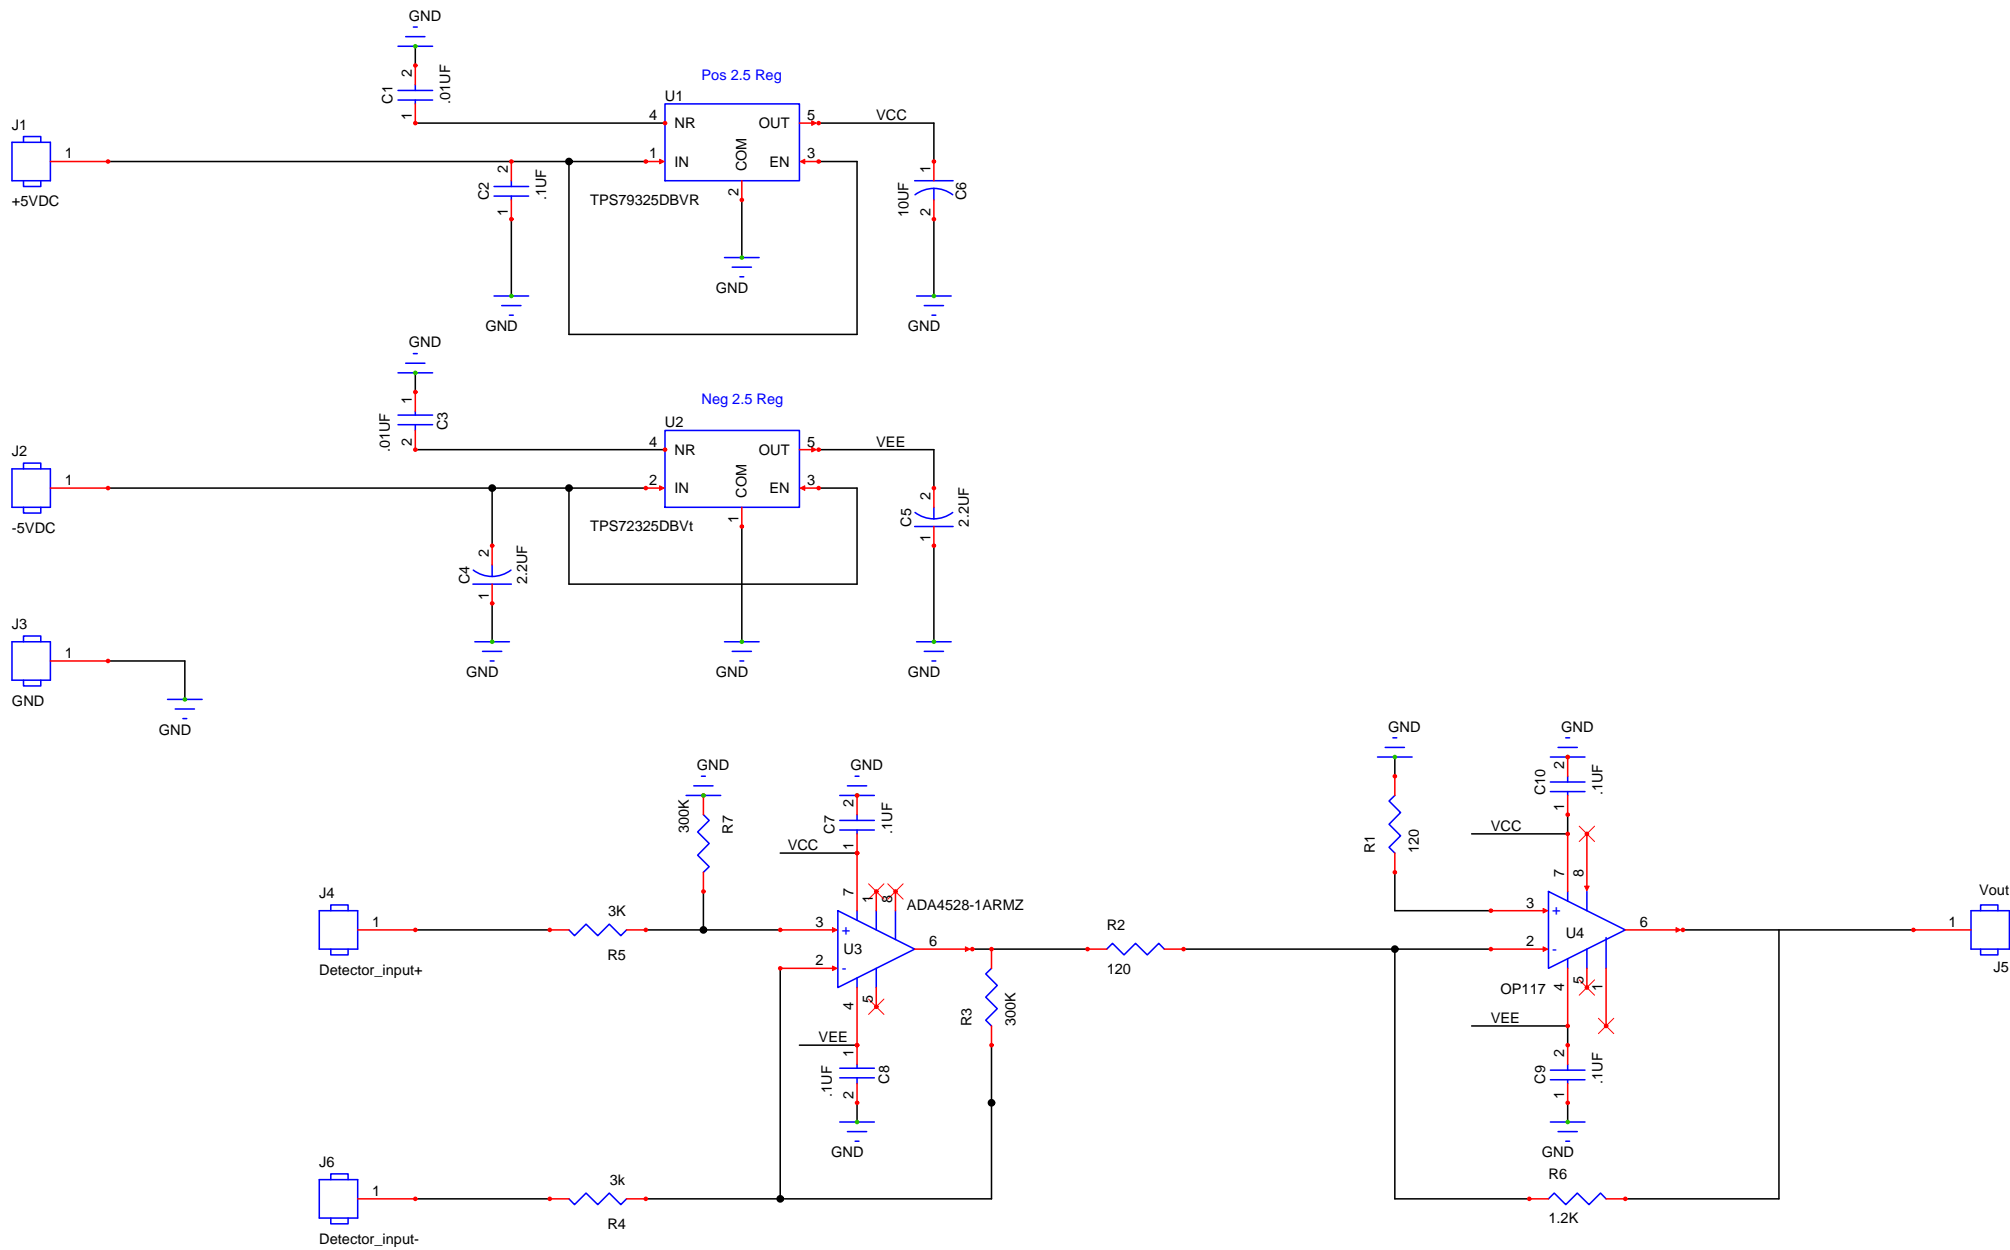 GND
2
C1
.01UF
1
Pos 2.5 Reg
U1
4
NR
OUT
5
VCC
J1
1
+5VDC
1
IN
COM
EN
3
2
C2
.1UF
1
TPS79325DBVR
2
GND
1
10UF
C6
2
GND
GND
GND
1
.01UF
C3
2
Neg 2.5 Reg
U2
4
NR
OUT
5
VEE
J2
1
-5VDC
2
IN
COM
EN
3
TPS72325DBVt
1
2
C5
2.2UF
1
2
C4
2.2UF
1
GND
GND
GND
J3
1
GND
GND
GND
300K
R7
GND
2
C7
.1UF
1
VCC
7
1
8
ADA4528-1ARMZ
J4
1
Detector_input+
3K
R5
3
+
U3
2
-
6
4
5
VEE
1
.1UF
C8
2
GND
R3
300K
R2
120
J6
1
Detector_input-
3k
R4
GND
R1
120
GND
2
C10
.1UF
1
VCC
7
8
3
+
U4
2
-
6
OP117
4
5
1
VEE
2
C9
.1UF
1
GND
R6
1.2K
Vout
1
J5